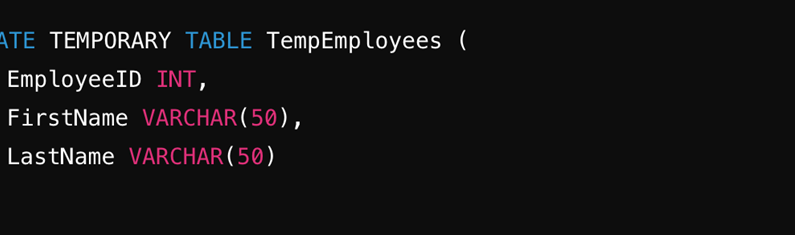 ATE TEMPORARY TABLE TempEmployees (
EmployeeID INT,
FirstName VARCHAR(50),
LastName VARCHAR(50)